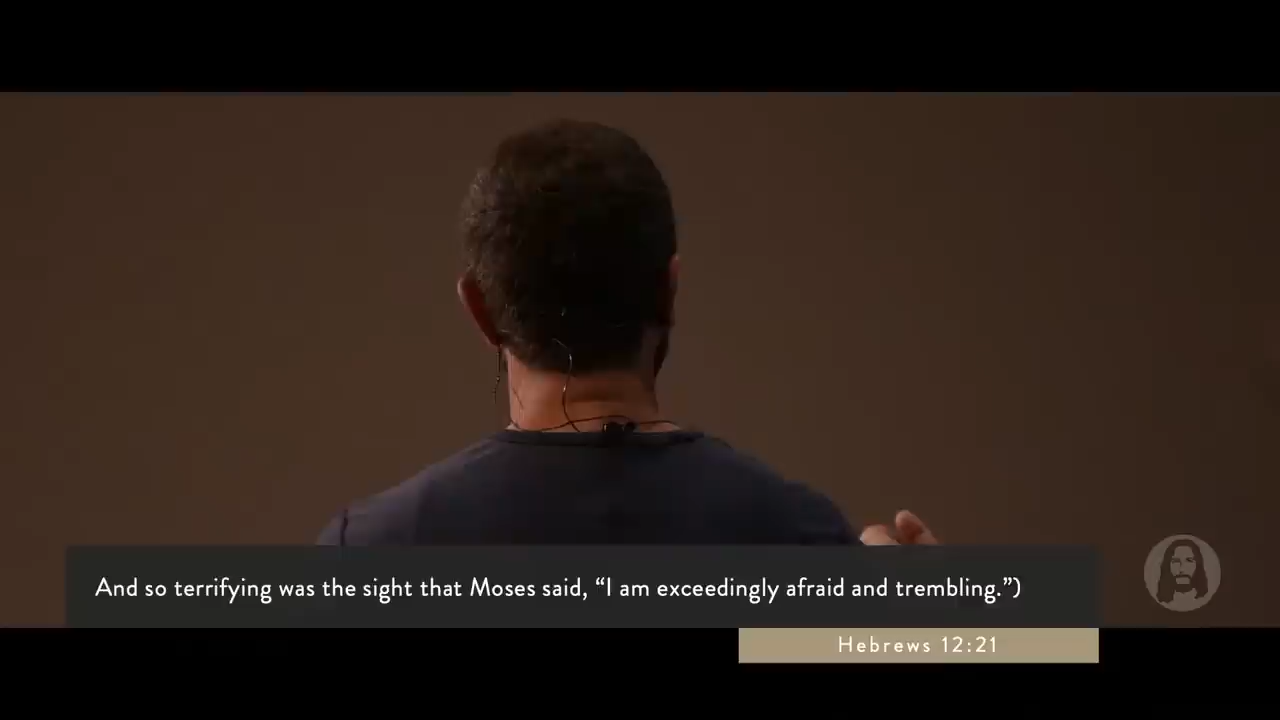 And so terrifying was the sight that Moses said, “I am exceedingly afraid and trembling.”)
Hebrews 12:21